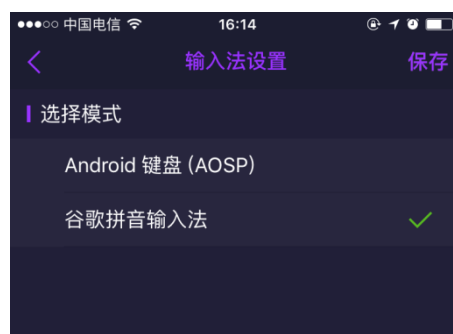 中国电信 16:14
输入法设置 保存
选择模式
Android 键盘 (AOSP)
谷歌拼音输入法